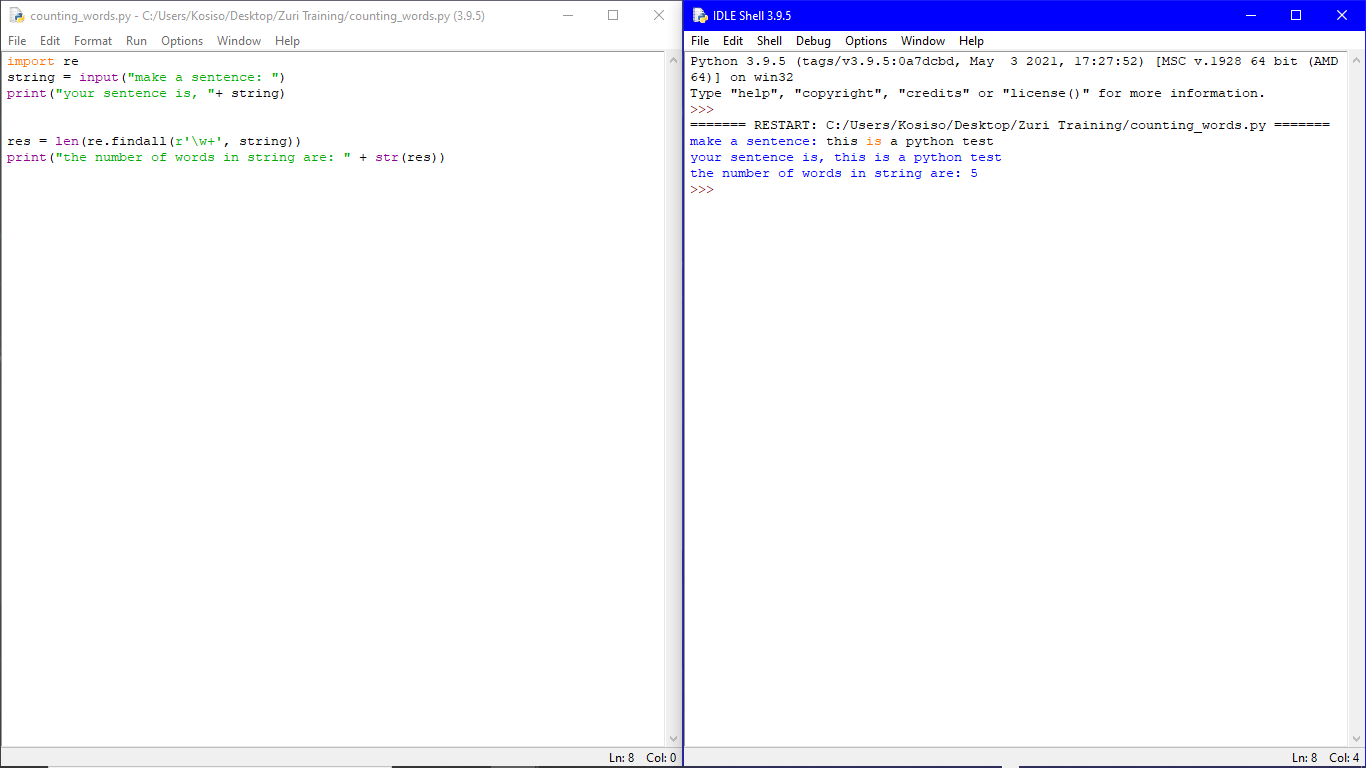 counting_words.py - C:/Users/Kosiso/Desktop/Zuri Training/counting_words.py (3.9.5)
File Edit Format Run Options Window Help
import re
string = input("make a sentence: ")
print("your sentence is, "+ string)
res = len(re.findall(r'\w+', string))
print("the number of words in string are: " + str(res))
Ln: 8 Col: 0
IDLE Shell 3.9.5
File Edit Shell Debug Options Window Help
Python 3.9.5 (tags/v3.9.5:0a7dcbd, May  3 2021, 17:27:52) [MSC v.1928 64 bit (AMD
64)] on win32
Type "help", "copyright", "credits" or "license()" for more information.
>>>
======= RESTART: C:/Users/Kosiso/Desktop/Zuri Training/counting_words.py =======
make a sentence: this is a python test
your sentence is, this is a python test
the number of words in string are: 5
>>>
Ln: 8 Col: 4